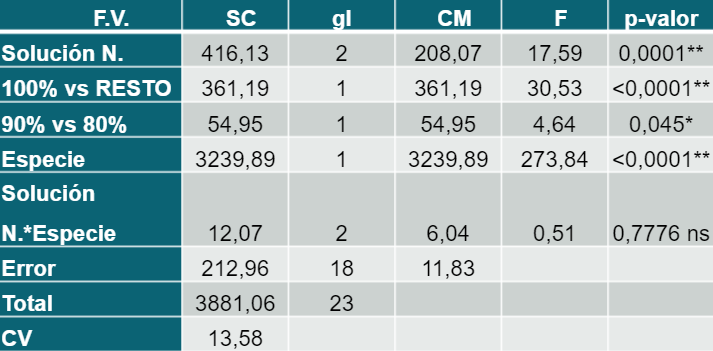 F.V. SC gl CM F p-valor
Solución N. 416,13 2 208,07 17,59 0,0001**
100% vs RESTO 361,19 1 361,19 30,53 <0,0001**
90% vs 80% 54,95 1 54,95 4,64 0,045*
Especie 3239,89 1 3239,89 273,84 <0,0001**
Solución
N.*Especie 12,07 2 6,04 0,51 0,7776 ns
Error 212,96 18 11,83
Total 3881,06 23
CV 13,58